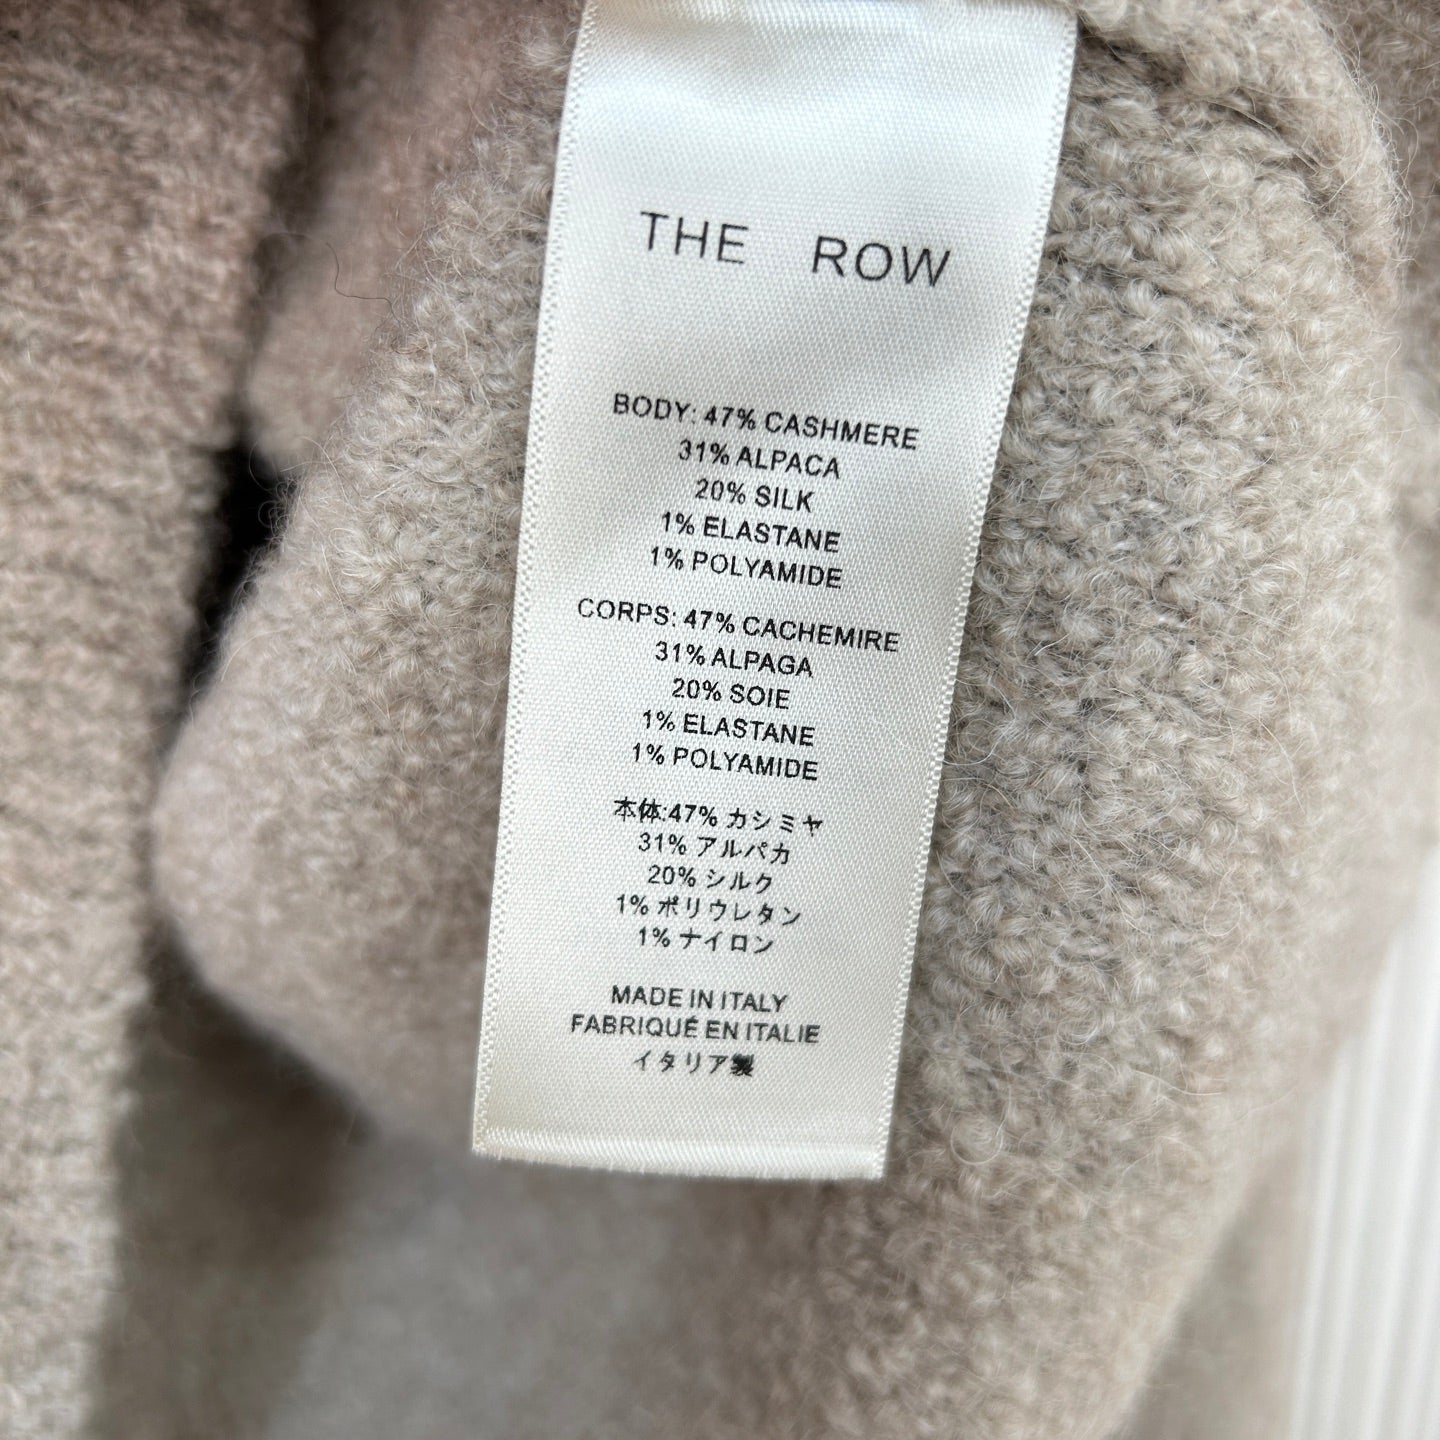 THE ROW
BODY: 47% CASHMERE
31% ALPACA
20% SILK
1% ELASTANE
1% POLYAMIDE
CORPS: 47% CACHEMIRE
31% ALPAGA
20% SOIE
1% ELASTANE
1% POLYAMIDE
本体:47% カシミヤ
31% アルパカ
20% シルク
1% ポリウレタン
1% ナイロン
MADE IN ITALY
FABRIQUÉ EN ITALIE
イタリア製